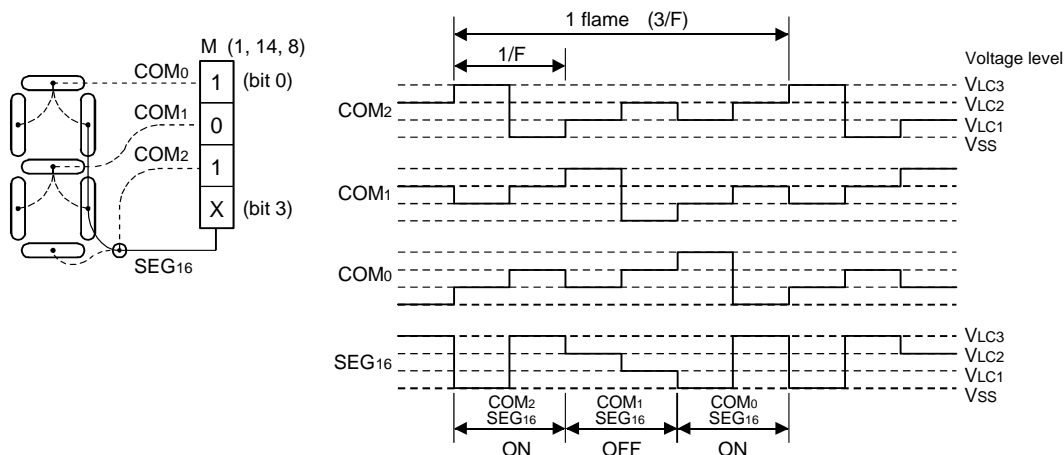 M (1, 14, 8)
COM0
1
(bit 0)
COM1
0
COM2
1
X
(bit 3)
SEG16
1 flame (3/F)
1/F
Voltage level
COM2
VLC3
VLC2
VLC1
VSS
COM1
COM0
SEG16
VLC3
VLC2
VLC1
VSS
COM2 COM1 COM0
SEG16 SEG16 SEG16
ON OFF ON